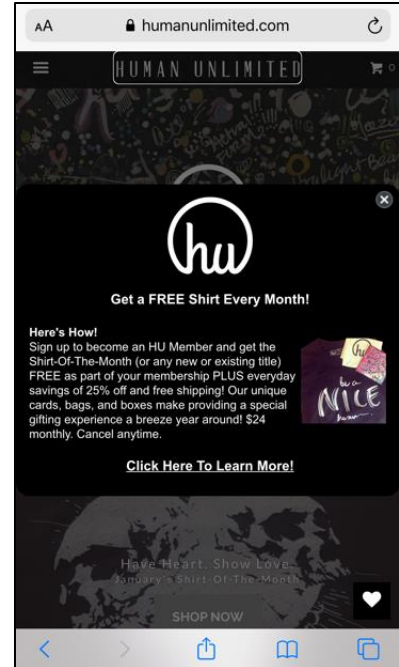 AA humanunlimited.com
HUMAN UNLIMITED 0
hu
Get a FREE Shirt Every Month!
Here's How!
Sign up to become an HU Member and get the
Shirt-Of-The-Month (or any new or existing title)
FREE as part of your membership PLUS everyday
savings of 25% off and free shipping! Our unique
cards, bags, and boxes make providing a special
gifting experience a breeze year around! $24
monthly. Cancel anytime.
be a
NICE
human.
Click Here To Learn More!
Have Heart. Show Love.
January's Shirt-Of-The-Month
SHOP NOW